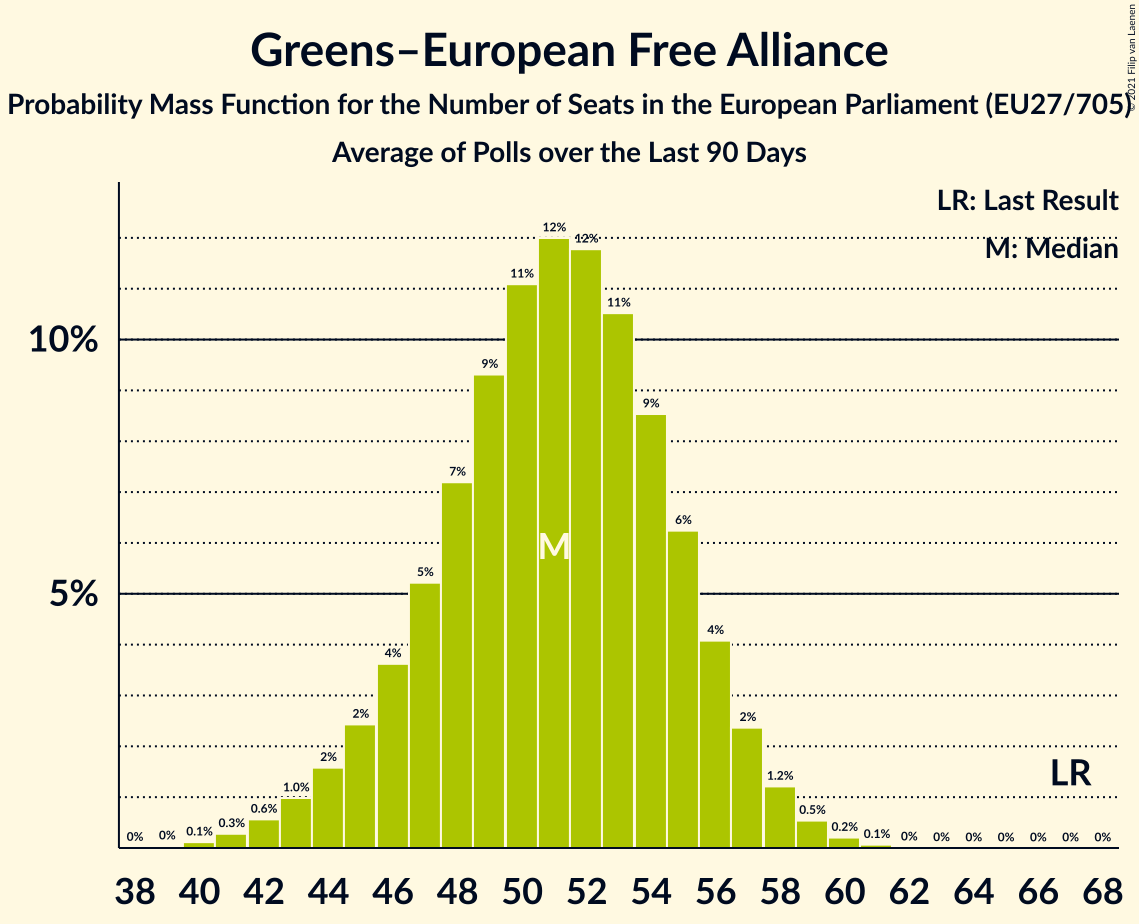 Greens–European Free Alliance
Probability Mass Function for the Number of Seats in the European Parliament (EU27/705)
Average of Polls over the Last 90 Days
© 2021 Filip van Laenen
LR: Last Result
M: Median
10%
5%
0% 0% 0.1% 0.3% 0.6% 1.0% 2% 2% 4% 5% 7% 9% 11% 12% 12% 11% 9% 6% 4% 2% 1.2% 0.5% 0.2% 0.1% 0% 0% 0% 0% 0% 0% 0%
M
LR
38 40 42 44 46 48 50 52 54 56 58 60 62 64 66 68